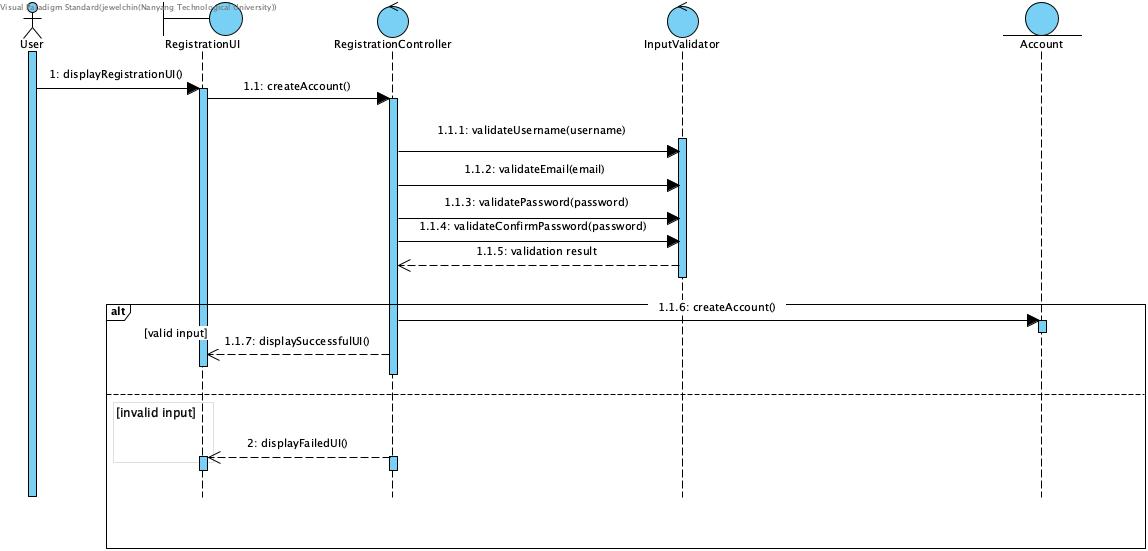 Visual Paradigm Standard(jewelchin(Nanyang Technological University))
User
RegistrationUI
RegistrationController
InputValidator
Account
1: displayRegistrationUI()
1.1: createAccount()
1.1.1: validateUsername(username)
1.1.2: validateEmail(email)
1.1.3: validatePassword(password)
1.1.4: validateConfirmPassword(password)
1.1.5: validation result
alt
1.1.6: createAccount()
[valid input]
1.1.7: displaySuccessfulUI()
[invalid input]
2: displayFailedUI()